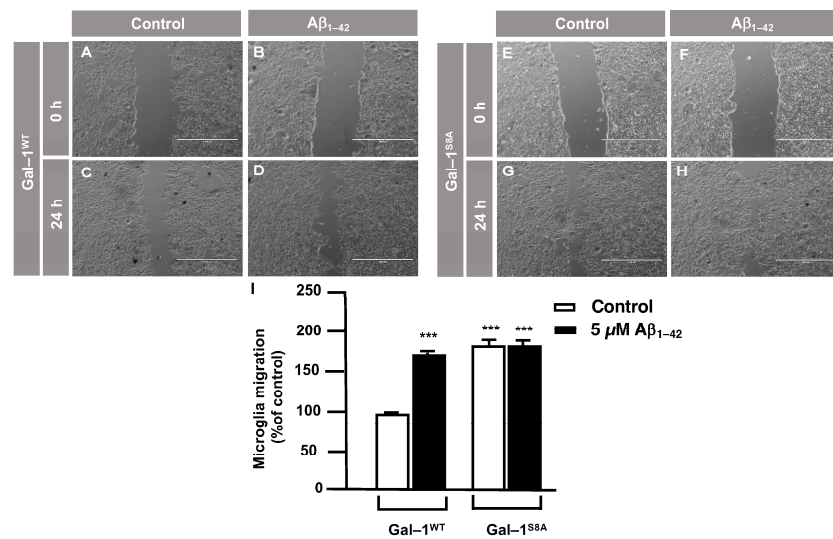 Control
Aβ1–42
Control
Aβ1–42
Gal–1WT
0 h
24 h
A
B
C
D
Gal–1S8A
0 h
24 h
E
F
G
H
I
Microglia migration
(%of control)
250
200
150
100
50
0
***
***
***
Control
5 µM Aβ1–42
Gal–1WT
Gal–1S8A